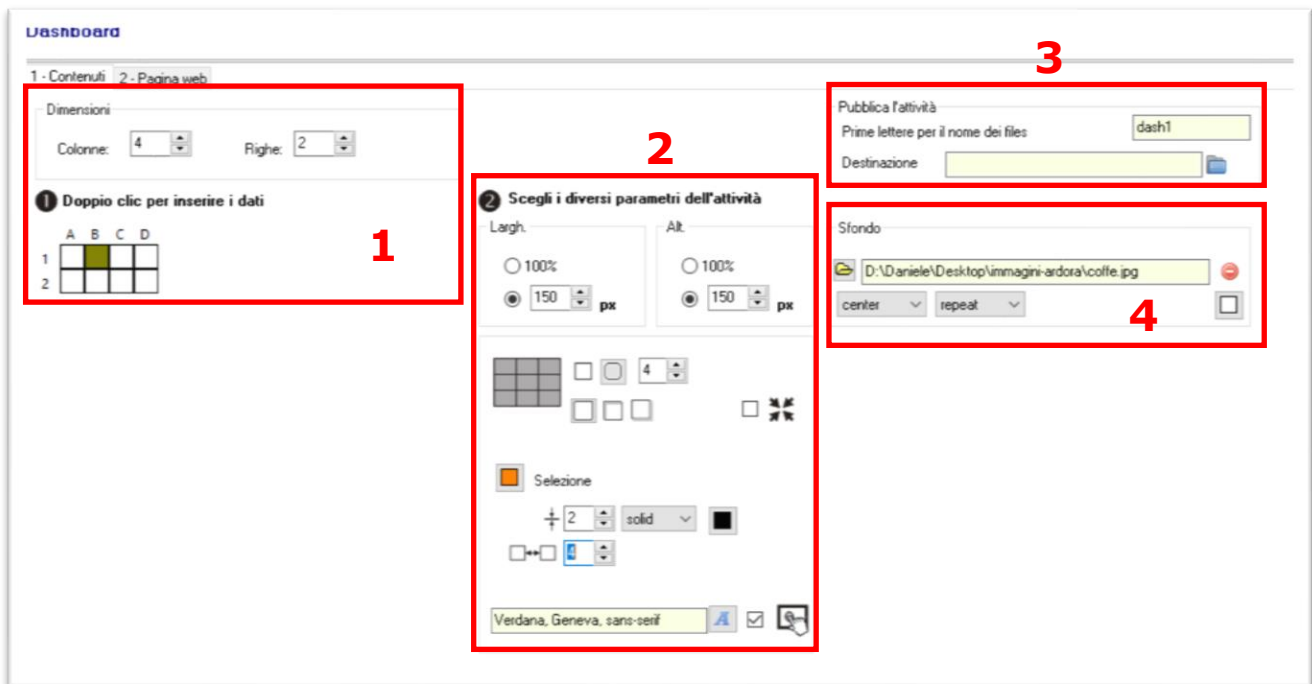 Dashboard
1 - Contenuti 2 - Pagina web
Dimensioni
Colonne: 4 Righe: 2
1 Doppio clic per inserire i dati
A B C D
1
2
1
2
2 Scegli i diversi parametri dell'attività
Largh. Alt.
100% 100%
150 px 150 px
4
Selezione
2 solid
4
Verdana, Geneva, sans-serif A
3
Pubblica l'attività
Prime lettere per il nome dei files dash1
Destinazione
Sfondo
D:\Daniele\Desktop\immagini-ardora\coffe.jpg
center repeat
4